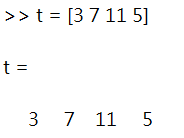 >> t = [3 7 11 5]
t =
3 7 11 5